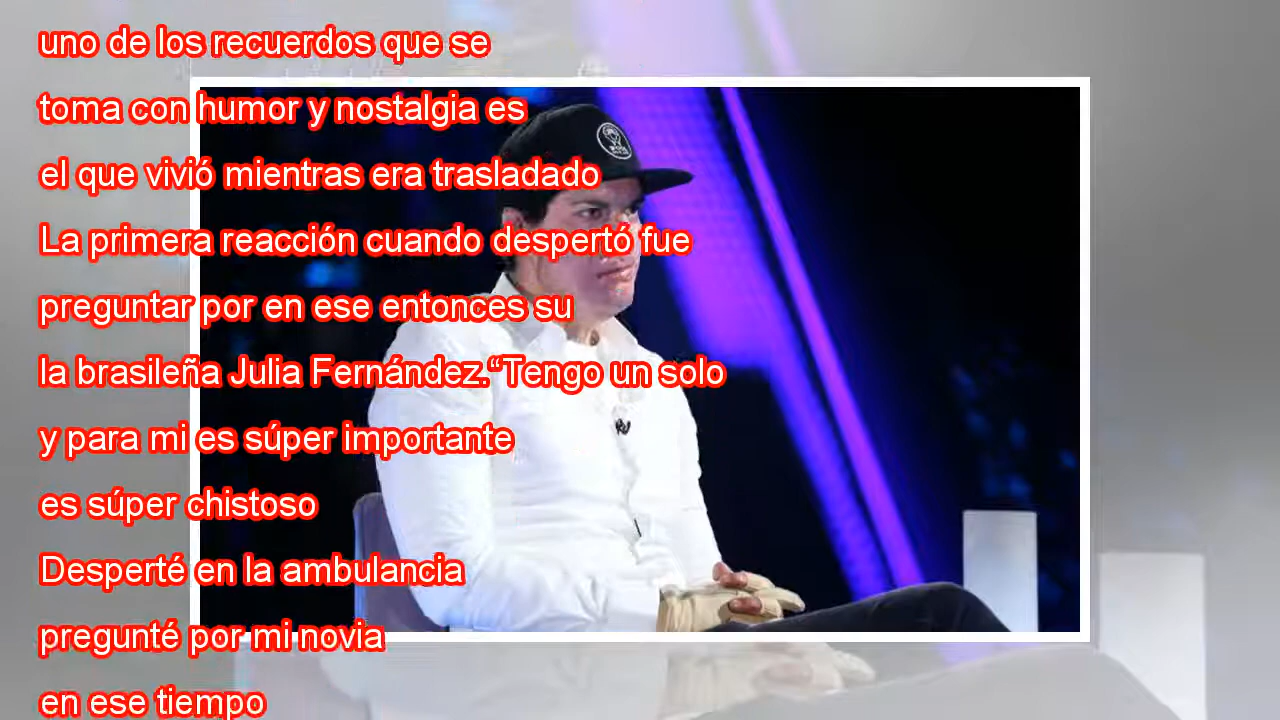 uno de los recuerdos que se
toma con humor y nostalgia es
el que vivió mientras era trasladado
La primera reacción cuando despertó fue
preguntar por en ese entonces su
la brasileña Julia Fernández.“Tengo un solo
y para mi es súper importante
es súper chistoso
Desperté en la ambulancia
pregunté por mi novia
en ese tiempo